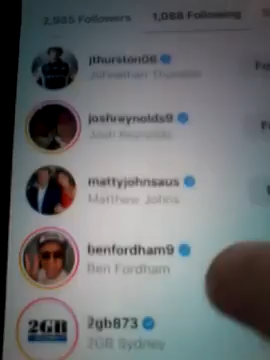 2,985 Followers 1,088 Following
jthurston06
Johnathan Thurston
joshreynolds9
Josh Reynolds
mattyjohnsaus
Matthew Johns
benfordham9
Ben Fordham
2GB
2gb873
2GB Sydney